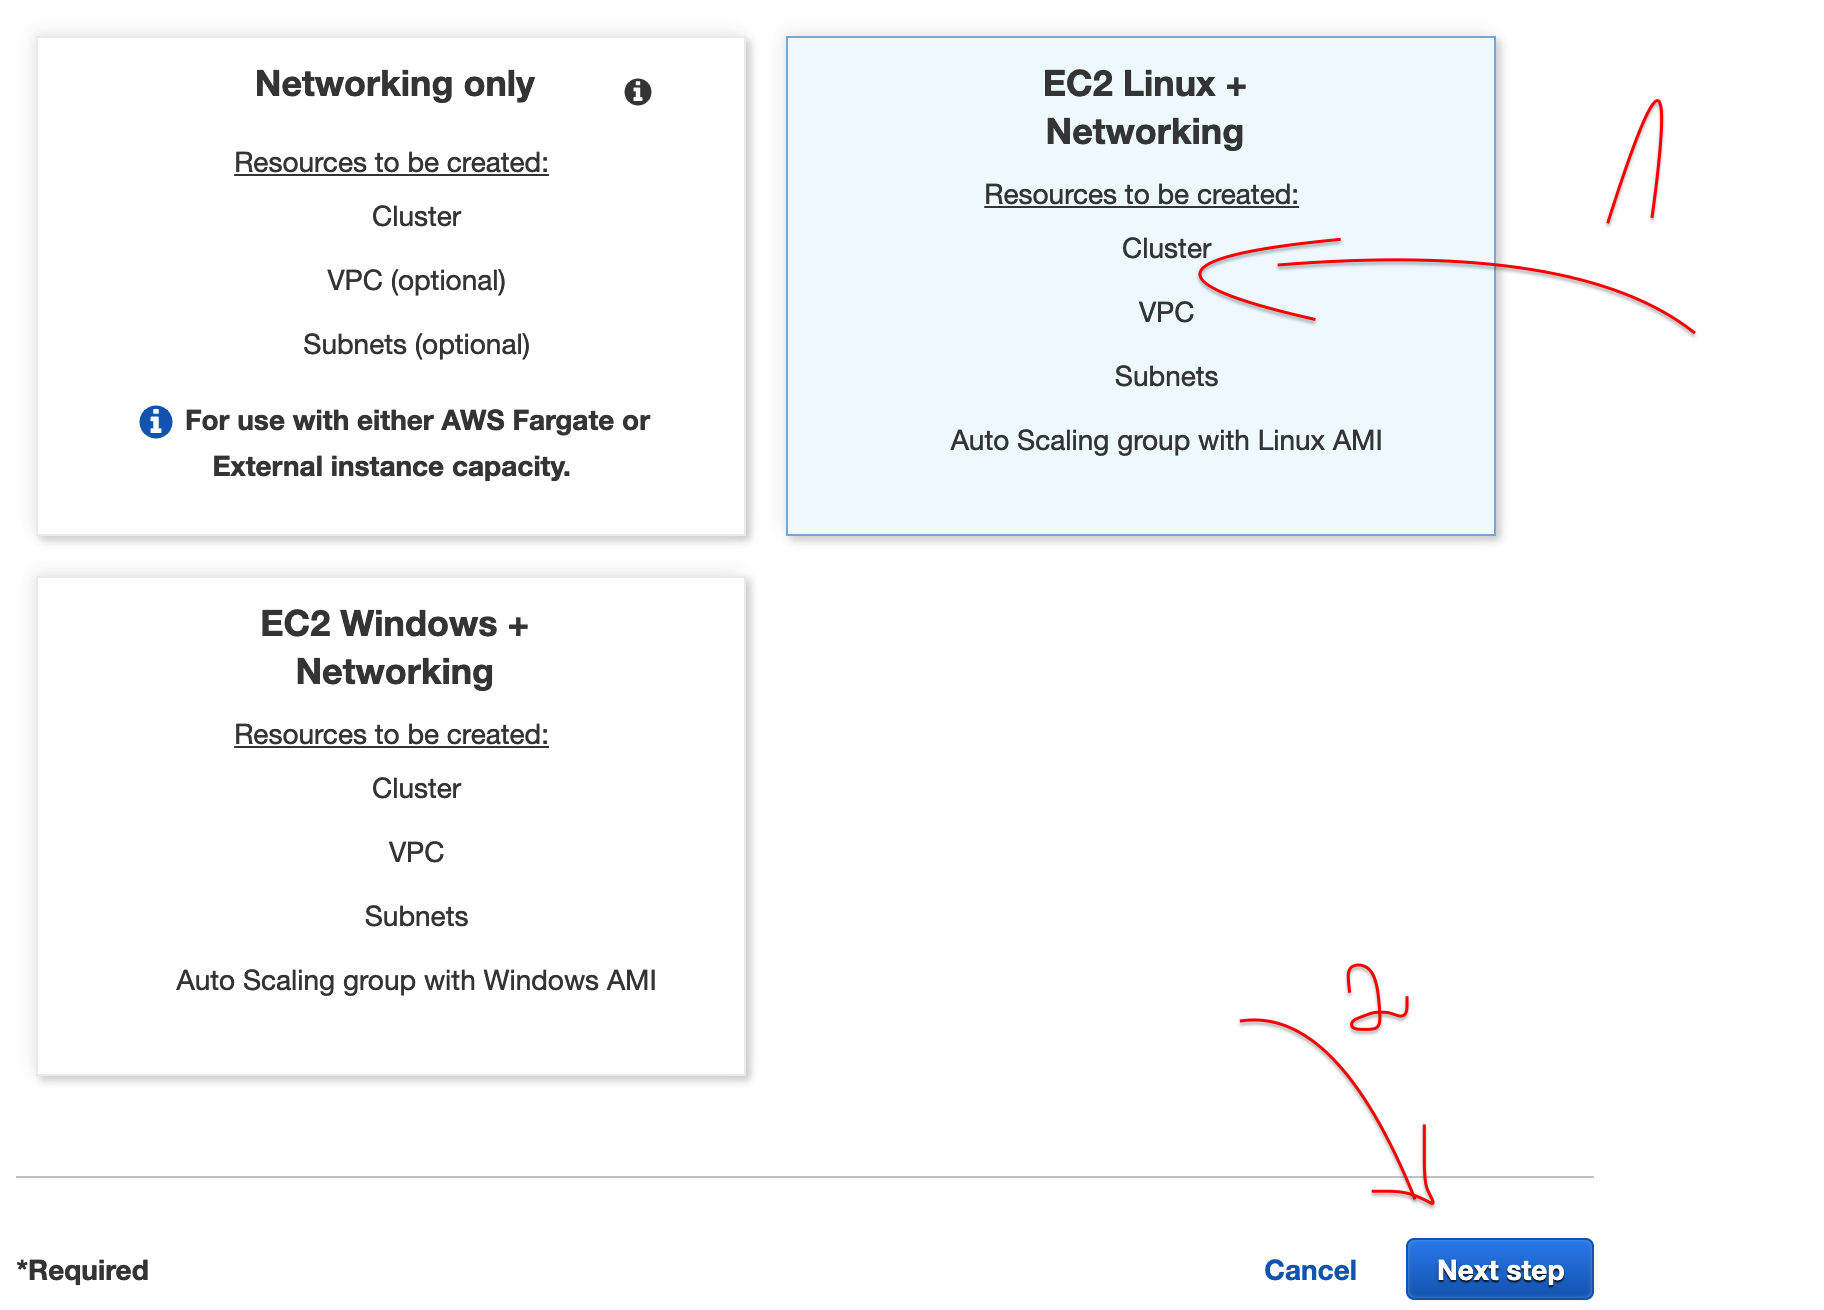 Networking only
Resources to be created:
Cluster
VPC (optional)
Subnets (optional)
For use with either AWS Fargate or
External instance capacity.
EC2 Linux +
Networking
Resources to be created:
Cluster
VPC
Subnets
Auto Scaling group with Linux AMI
1
EC2 Windows +
Networking
Resources to be created:
Cluster
VPC
Subnets
Auto Scaling group with Windows AMI
2
*Required
Cancel
Next step